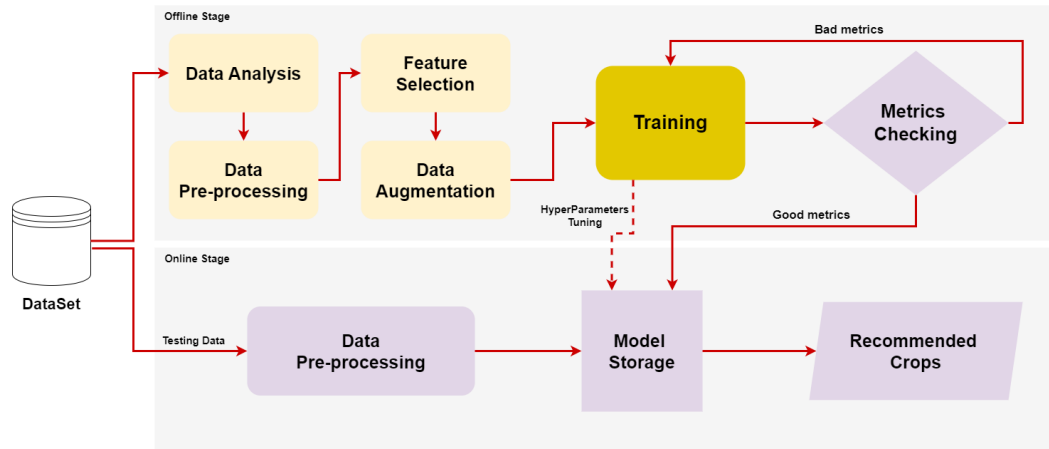 Offline Stage
Bad metrics
Data Analysis
Feature
Selection
Training
Metrics
Checking
Data
Pre-processing
Data
Augmentation
HyperParameters
Tuning
Good metrics
DataSet
Online Stage
Testing Data
Data
Pre-processing
Model
Storage
Recommended
Crops